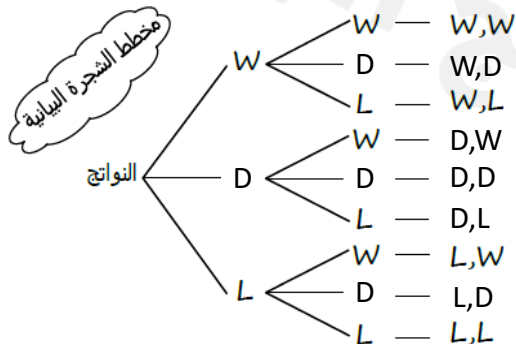 مخطط الشجرة البيانية
W — W,W
W D — D W,D
L — W,L
W — D,W
النواتج D D — D,D
L — D,L
W — L,W
L D — L,D
L — L,L